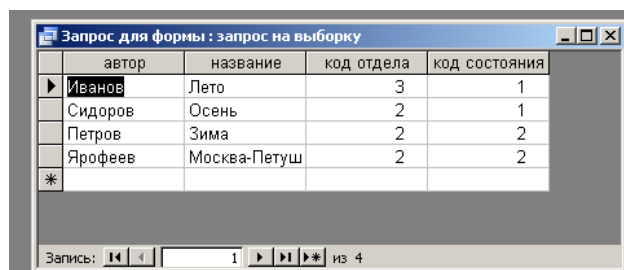 Запрос для формы : запрос на выборку
автор название код отдела код состояния
Иванов Лето 3 1
Сидоров Осень 2 1
Петров Зима 2 2
Ярофеев Москва-Петуш 2 2
Запись: 1 из 4